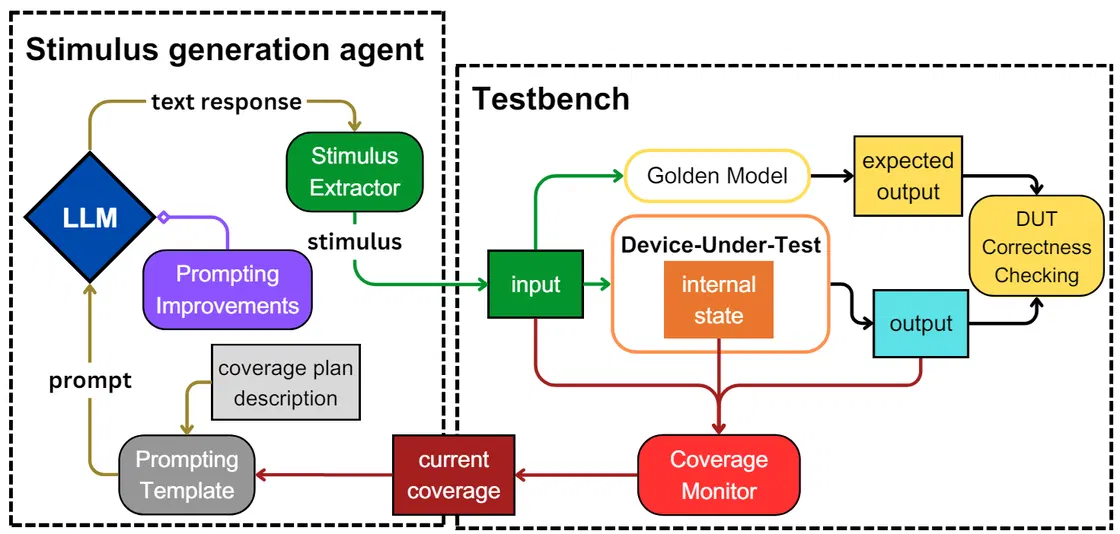 Stimulus generation agent
text response
Stimulus
Extractor
LLM
stimulus
Prompting
Improvements
prompt
coverage plan
description
Prompting
Template
current
coverage
Testbench
Golden Model
expected
output
Device-Under-Test
DUT
Correctness
Checking
input
internal
state
output
Coverage
Monitor